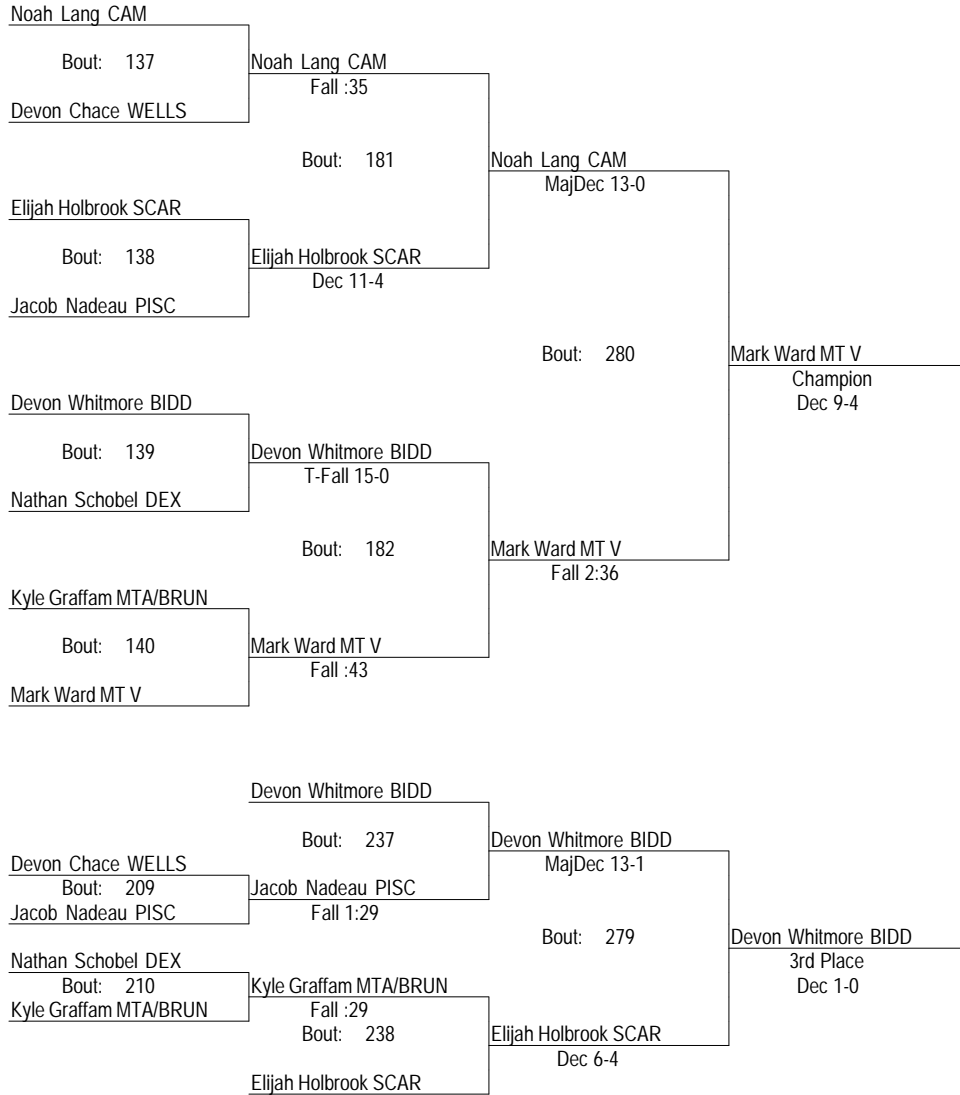 Noah Lang CAM
Bout: 137 Noah Lang CAM
Fall :35
Devon Chace WELLS
Bout: 181 Noah Lang CAM
MajDec 13-0
Elijah Holbrook SCAR
Bout: 138 Elijah Holbrook SCAR
Dec 11-4
Jacob Nadeau PISC
Bout: 280 Mark Ward MT V
Champion
Devon Whitmore BIDD Dec 9-4
Bout: 139 Devon Whitmore BIDD
T-Fall 15-0
Nathan Schobel DEX
Bout: 182 Mark Ward MT V
Fall 2:36
Kyle Graffam MTA/BRUN
Bout: 140 Mark Ward MT V
Fall :43
Mark Ward MT V
Devon Whitmore BIDD
Bout: 237 Devon Whitmore BIDD
Devon Chace WELLS MajDec 13-1
Bout: 209 Jacob Nadeau PISC
Jacob Nadeau PISC Fall 1:29
Bout: 279 Devon Whitmore BIDD
Nathan Schobel DEX 3rd Place
Bout: 210 Kyle Graffam MTA/BRUN Dec 1-0
Kyle Graffam MTA/BRUN Fall :29
Bout: 238 Elijah Holbrook SCAR
Dec 6-4
Elijah Holbrook SCAR